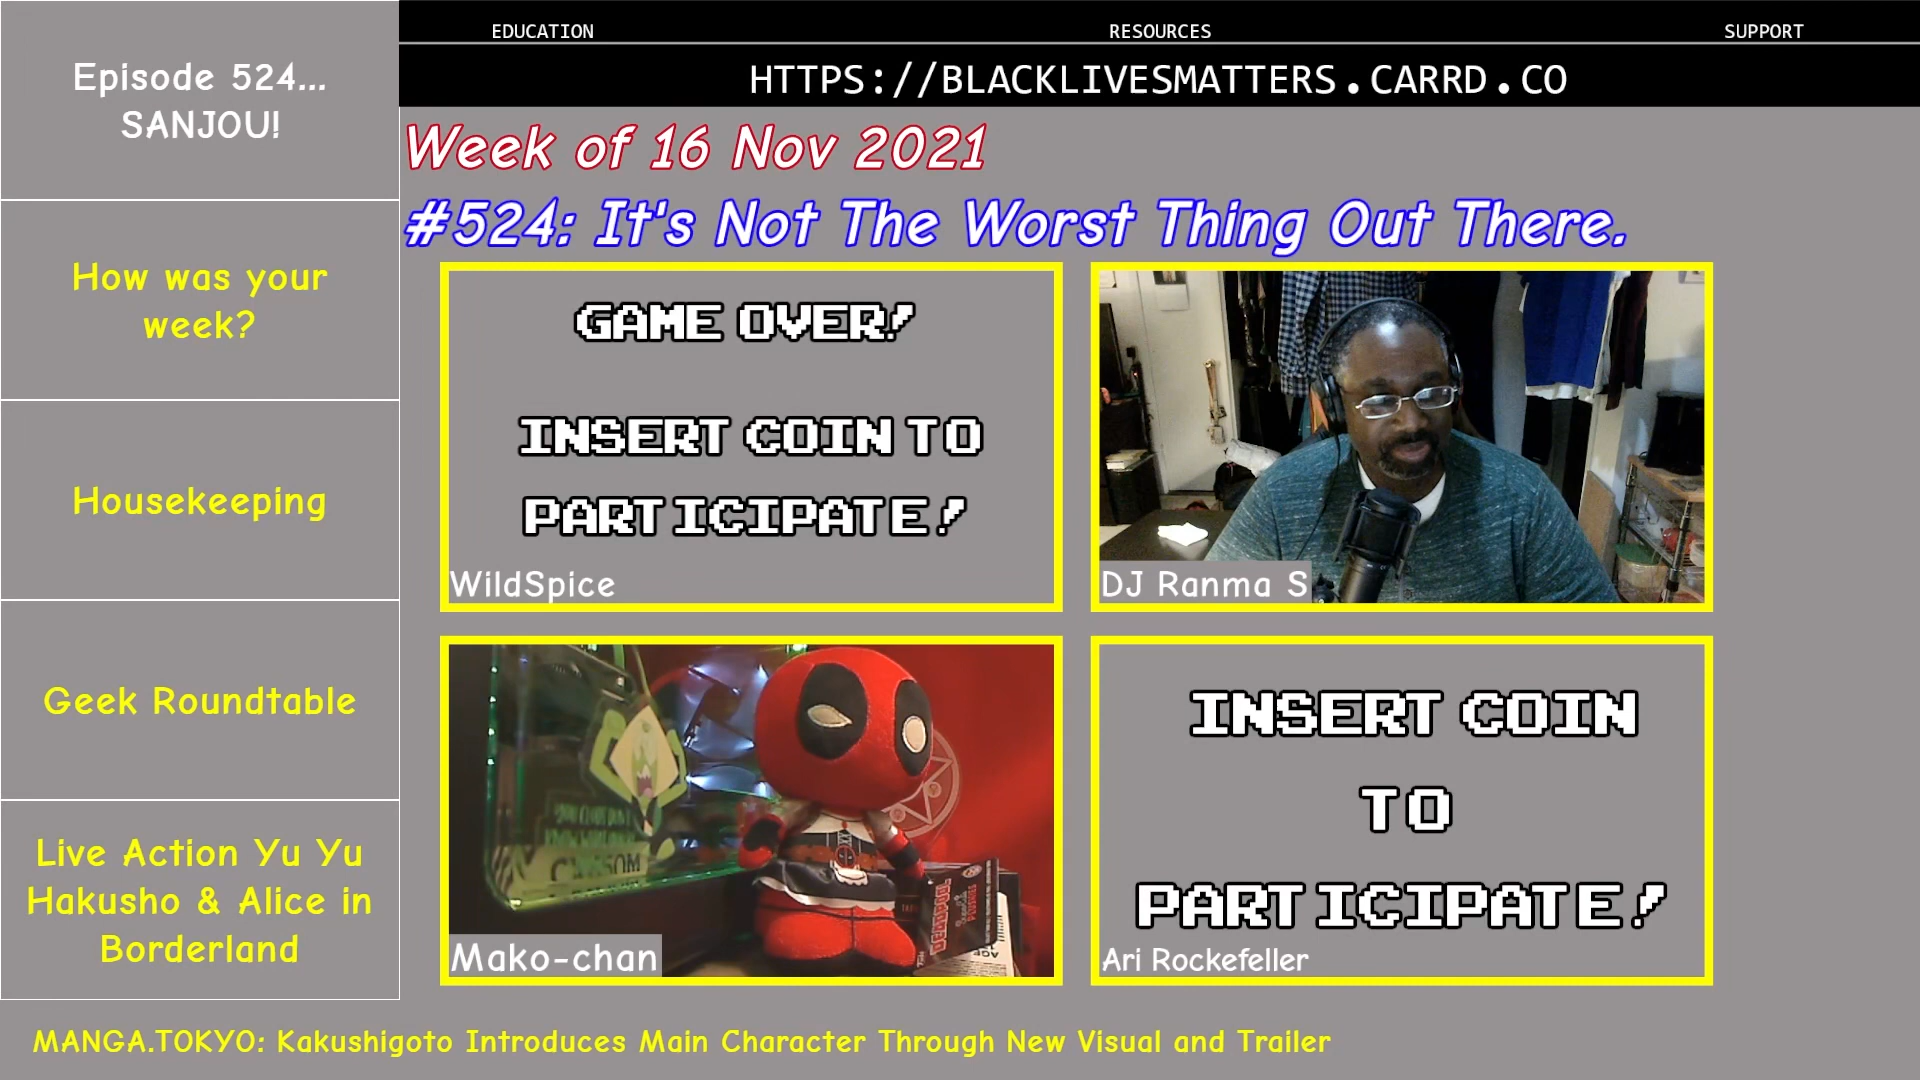 EDUCATION
RESOURCES
SUPPORT
HTTPS://BLACKLIVESMATTERS.CARRD.CO
Episode 524...
SANJOU!
How was your
week?
Housekeeping
Geek Roundtable
Live Action Yu Yu
Hakusho & Alice in
Borderland
Week of 16 Nov 2021
#524: It's Not The Worst Thing Out There.
GAME OVER!
INSERT COIN TO
PARTICIPATE!
WildSpice
DJ Ranma S
DEADPOOL
Mako-chan
INSERT COIN
TO
PARTICIPATE!
Ari Rockefeller
MANGA.TOKYO: Kakushigoto Introduces Main Character Through New Visual and Trailer